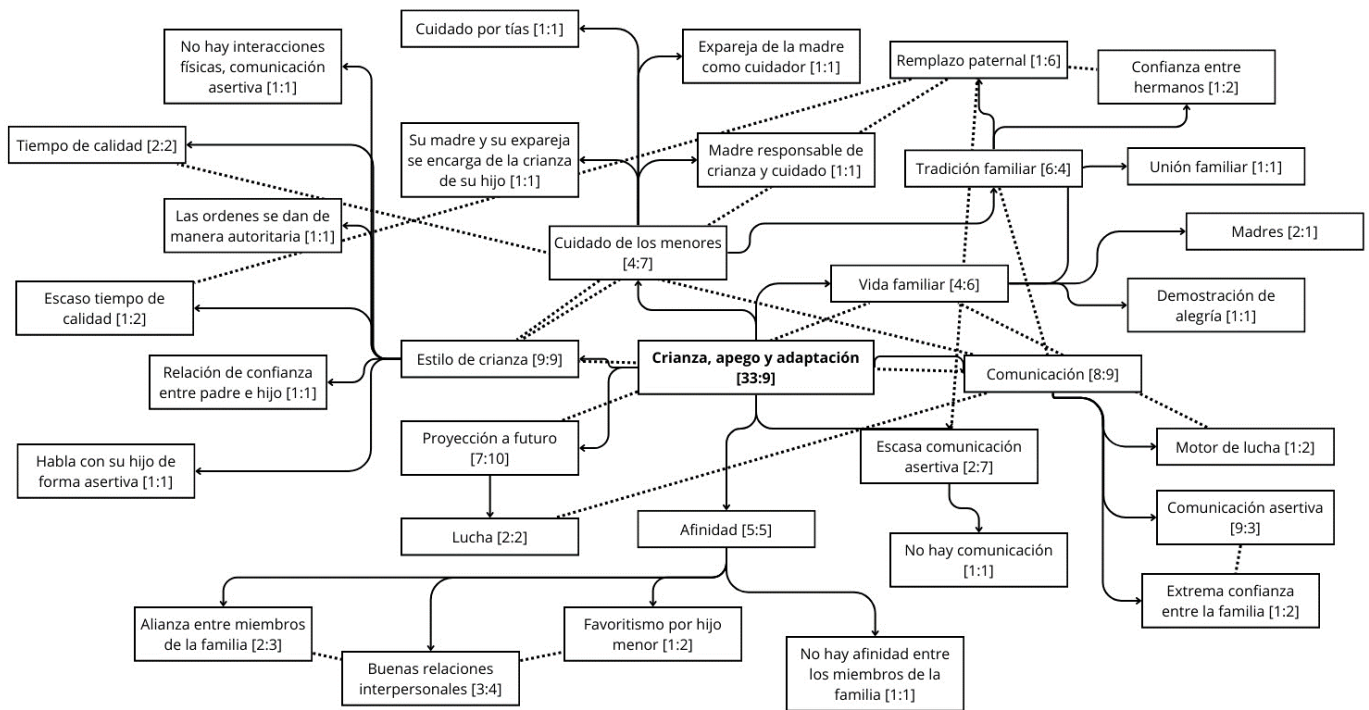 Cuidado por tías [1:1]
No hay interacciones
físicas, comunicación
asertiva [1:1]
Expareja de la madre
como cuidador [1:1]
Remplazo paternal [1:6]
Confianza entre
hermanos [1:2]
Tiempo de calidad [2:2]
Su madre y su expareja
se encarga de la crianza
de su hijo [1:1]
Madre responsable de
crianza y cuidado [1:1]
Tradición familiar [6:4]
Unión familiar [1:1]
Las ordenes se dan de
manera autoritaria [1:1]
Cuidado de los menores
[4:7]
Madres [2:1]
Vida familiar [4:6]
Escaso tiempo de
calidad [1:2]
Demostración de
alegría [1:1]
Estilo de crianza [9:9]
Crianza, apego y adaptación
[33:9]
Comunicación [8:9]
Relación de confianza
entre padre e hijo [1:1]
Proyección a futuro
[7:10]
Escasa comunicación
asertiva [2:7]
Motor de lucha [1:2]
Habla con su hijo de
forma asertiva [1:1]
Comunicación asertiva
[9:3]
Lucha [2:2]
Afinidad [5:5]
No hay comunicación
[1:1]
Extrema confianza
entre la familia [1:2]
Alianza entre miembros
de la familia [2:3]
Favoritismo por hijo
menor [1:2]
Buenas relaciones
interpersonales [3:4]
No hay afinidad entre
los miembros de la
familia [1:1]